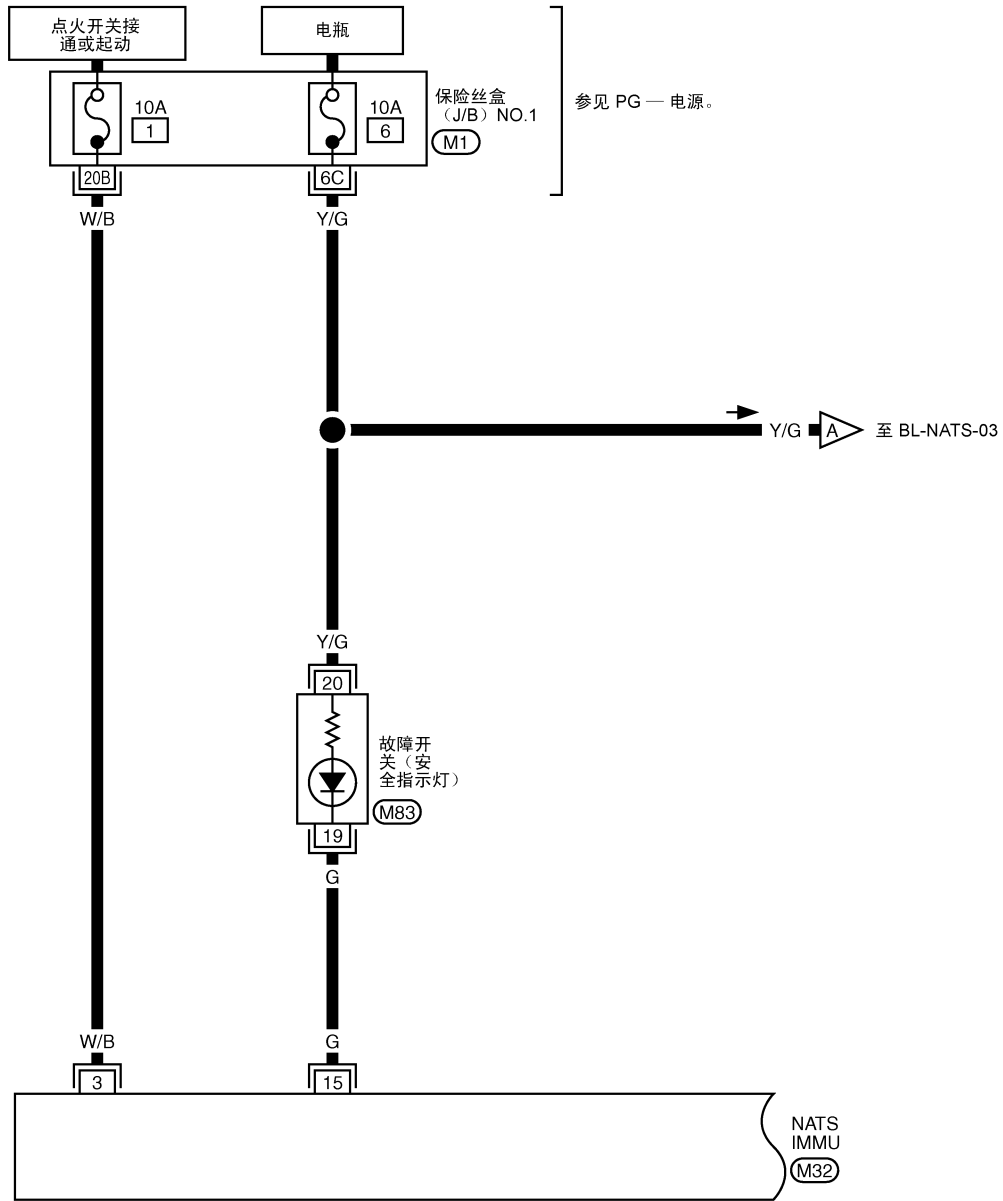 点火开关接
通或起动
电瓶
10A
1
10A
6
保险丝盒
（J/B）NO.1
M1
参见 PG — 电源。
20B
6C
W/B
Y/G
Y/G
A
至 BL-NATS-03
Y/G
20
故障开
关（安
全指示灯）
M83
19
G
W/B
G
3
15
NATS
IMMU
M32